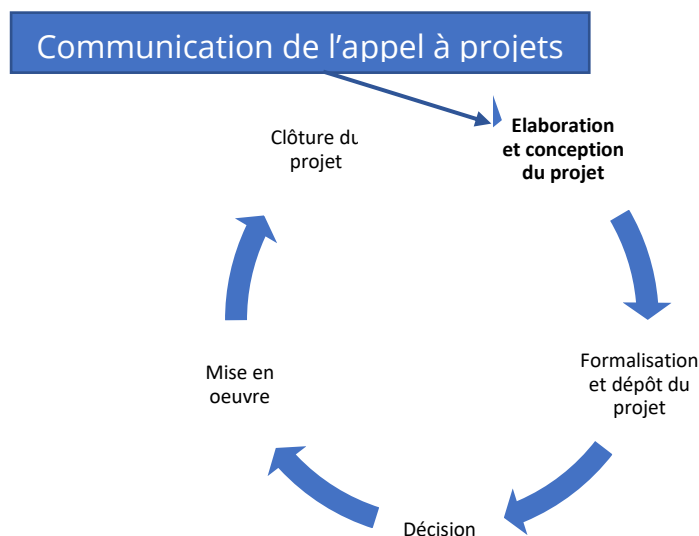 Communication de l’appel à projets
Elaboration
et conception
du projet
Formalisation
et dépôt du
projet
Décision
Mise en
oeuvre
Clôture du
projet